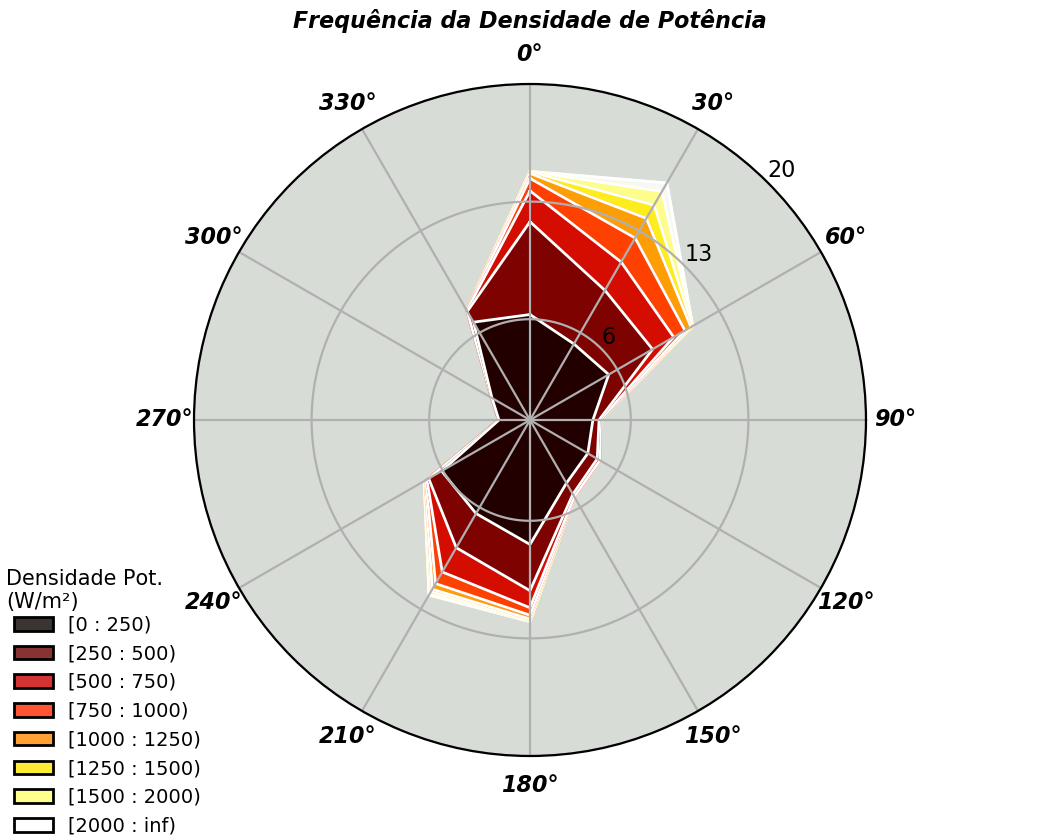 Frequência da Densidade de Potência
0°
330°
30°
20
300°
60°
13
6
270°
90°
240°
120°
210°
150°
180°
Densidade Pot.
(W/m²)
[0 : 250)
[250 : 500)
[500 : 750)
[750 : 1000)
[1000 : 1250)
[1250 : 1500)
[1500 : 2000)
[2000 : inf)